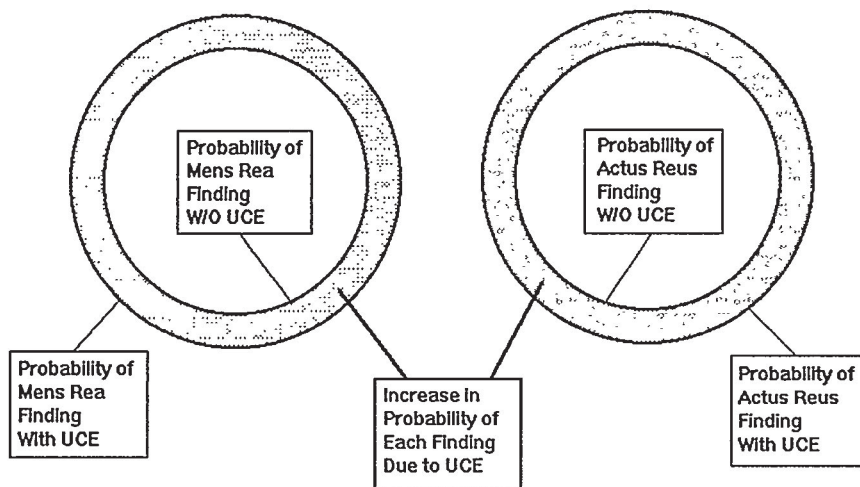 Probability of
Mens Rea
Finding
W/O UCE
Probability of
Actus Reus
Finding
W/O UCE
Probability of
Mens Rea
Finding
With UCE
Increase in
Probability of
Each Finding
Due to UCE
Probability of
Actus Reus
Finding
With UCE